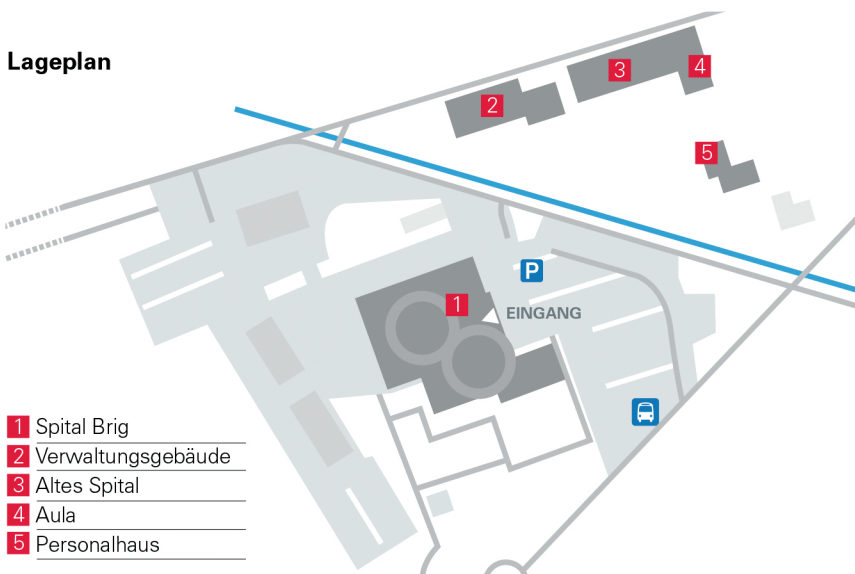 Lageplan
3
4
2
5
P
1
EINGANG
1 Spital Brig
2 Verwaltungsgebäude
3 Altes Spital
4 Aula
5 Personalhaus